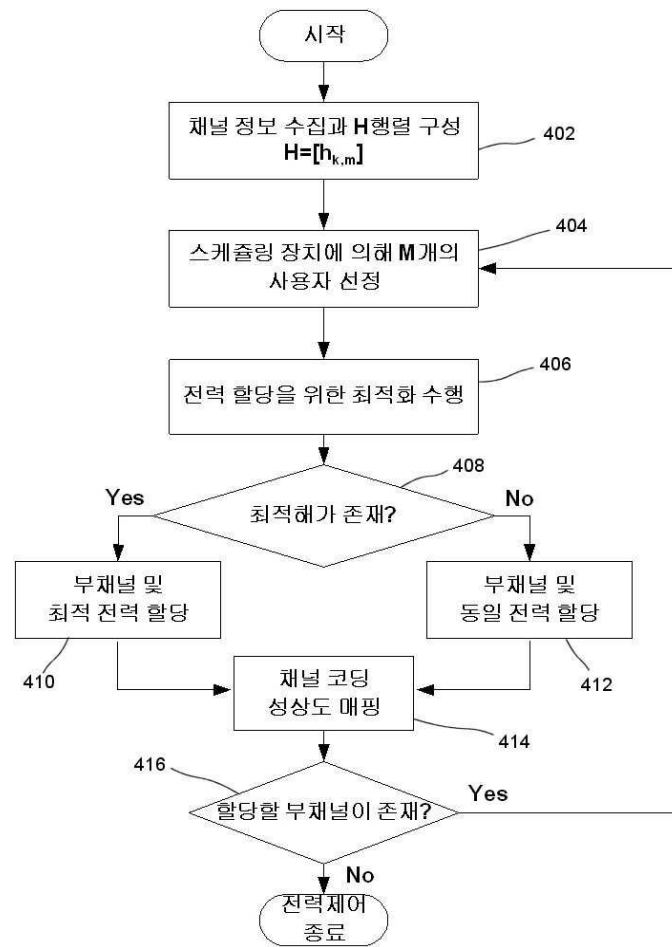 시작
채널 정보 수집과 H행렬 구성
H=[hk,m]
402
스케쥴링 장치에 의해 M개의
사용자 선정
404
전력 할당을 위한 최적화 수행
406
최적해가 존재?
408
Yes
No
부채널 및
최적 전력 할당
410
부채널 및
동일 전력 할당
412
채널 코딩
성상도 매핑
414
416
할당할 부채널이 존재?
Yes
No
전력제어
종료